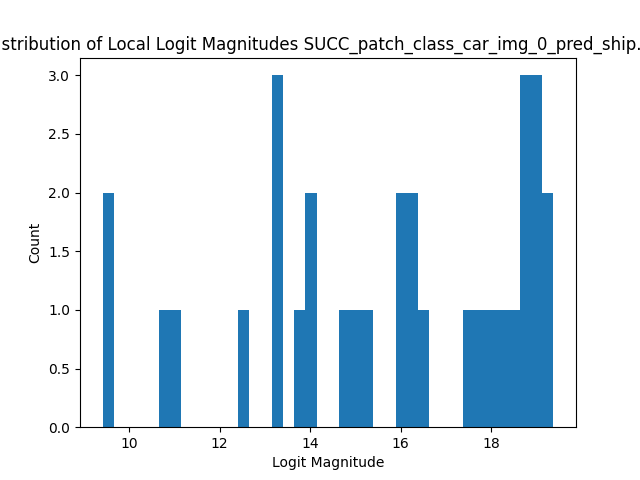 stribution of Local Logit Magnitudes SUCC_patch_class_car_img_0_pred_ship.
3.0
2.5
2.0
1.5
1.0
0.5
0.0
Count
10 12 14 16 18
Logit Magnitude